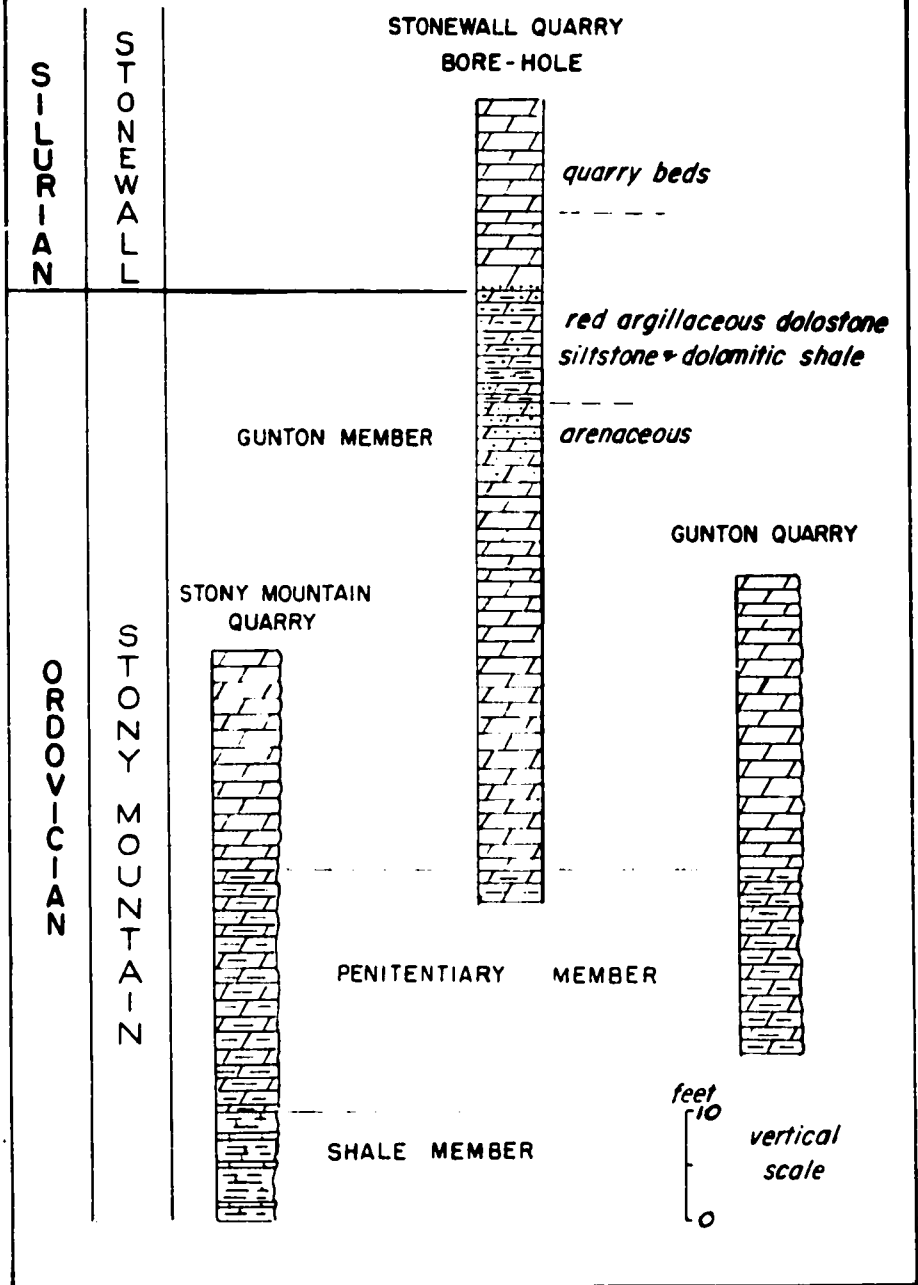 STONEWALL QUARRY
BORE-HOLE
SILURIAN
STONEWALL
quarry beds
red argillaceous dolostone
siltstone & dolomitic shale
GUNTON MEMBER
arenaceous
GUNTON QUARRY
STONY MOUNTAIN
QUARRY
ORDOVICIAN
STONY MOUNTAIN
PENITENTIARY MEMBER
SHALE MEMBER
feet
10
vertical
scale
0